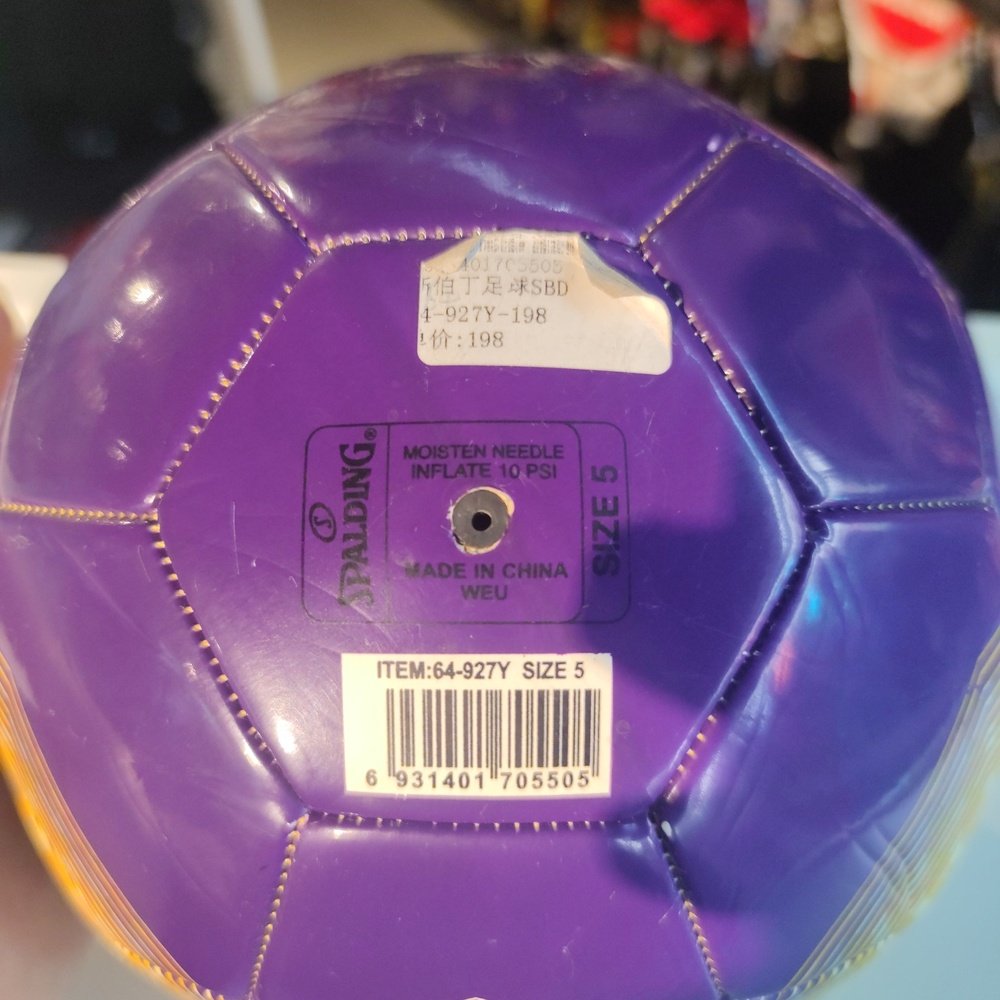 401705505
伯丁足球SBD
4-927Y-198
价:198
SPALDING®
MOISTEN NEEDLE
INFLATE 10 PSI
MADE IN CHINA
WEU
SIZE 5
ITEM:64-927Y SIZE 5
6 931401 705505